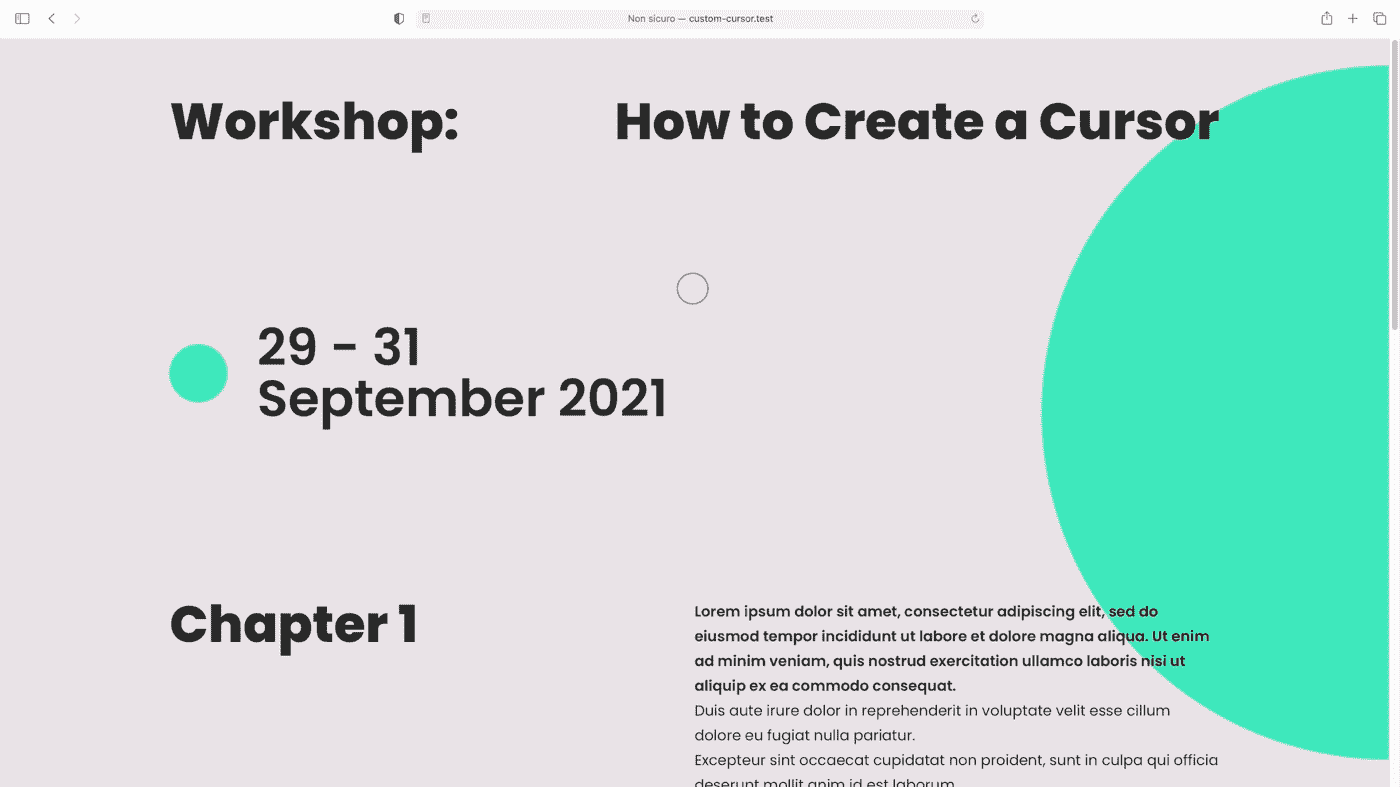 Non sicuro — custom-cursor.test
Workshop:
How to Create a Cursor
29 - 31
September 2021
Chapter 1
Lorem ipsum dolor sit amet, consectetur adipiscing elit, sed do
eiusmod tempor incididunt ut labore et dolore magna aliqua. Ut enim
ad minim veniam, quis nostrud exercitation ullamco laboris nisi ut
aliquip ex ea commodo consequat.
Duis aute irure dolor in reprehenderit in voluptate velit esse cillum
dolore eu fugiat nulla pariatur.
Excepteur sint occaecat cupidatat non proident, sunt in culpa qui officia
deserunt mollit anim id est laborum.